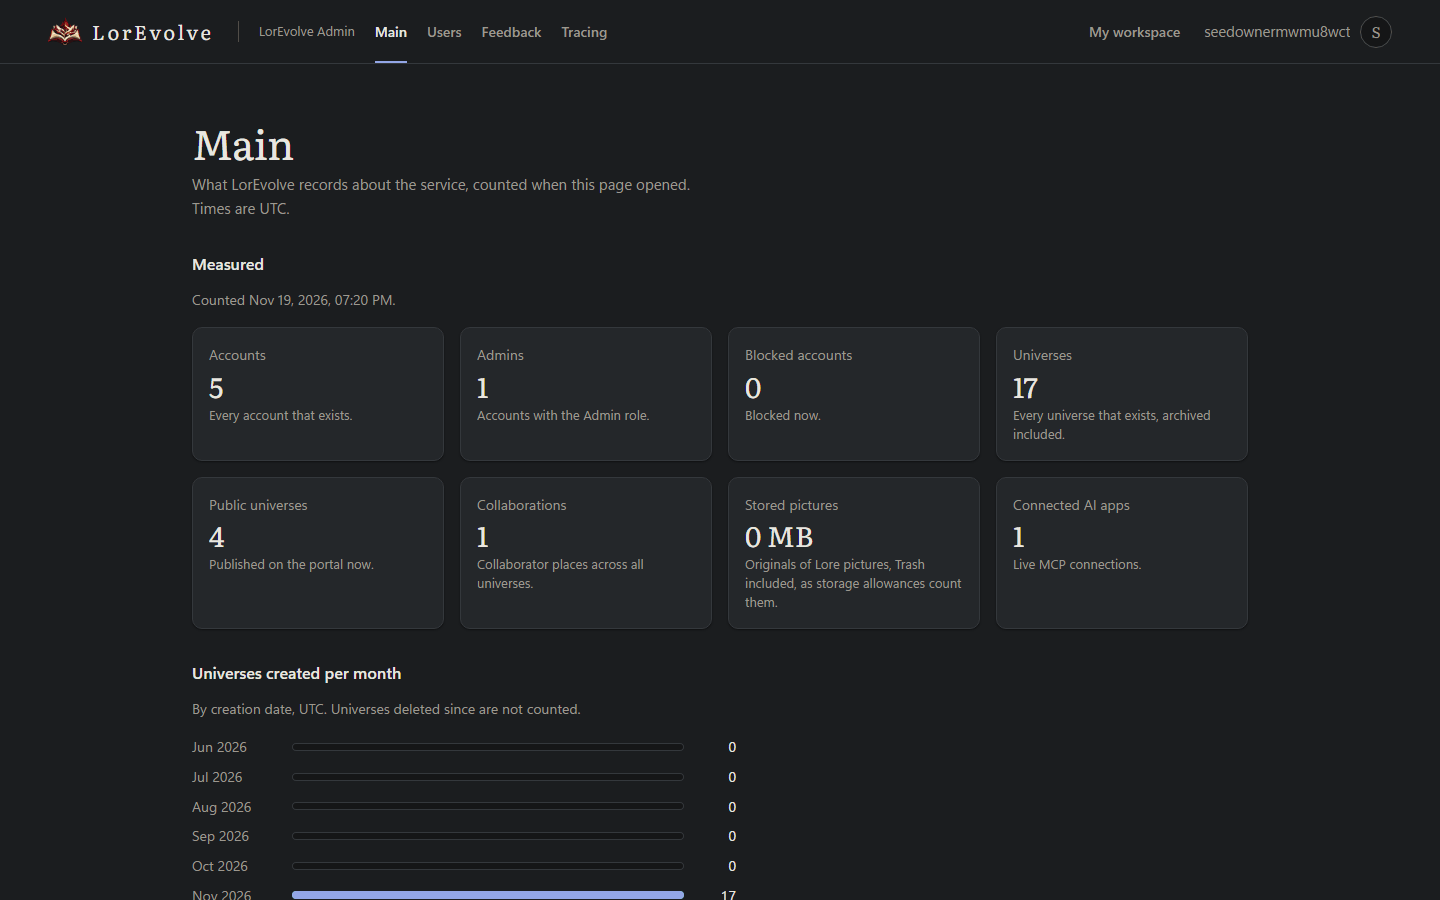 LorEvolve
LorEvolve Admin
Main
Users
Feedback
Tracing
My workspace
seedownermwmu8wct
S
Main
What LorEvolve records about the service, counted when this page opened.
Times are UTC.
Measured
Counted Nov 19, 2026, 07:20 PM.
Accounts
5
Every account that exists.
Admins
1
Accounts with the Admin role.
Blocked accounts
0
Blocked now.
Universes
17
Every universe that exists, archived
included.
Public universes
4
Published on the portal now.
Collaborations
1
Collaborator places across all
universes.
Stored pictures
0 MB
Originals of Lore pictures, Trash
included, as storage allowances count
them.
Connected AI apps
1
Live MCP connections.
Universes created per month
By creation date, UTC. Universes deleted since are not counted.
Jun 2026 0
Jul 2026 0
Aug 2026 0
Sep 2026 0
Oct 2026 0
Nov 2026 17